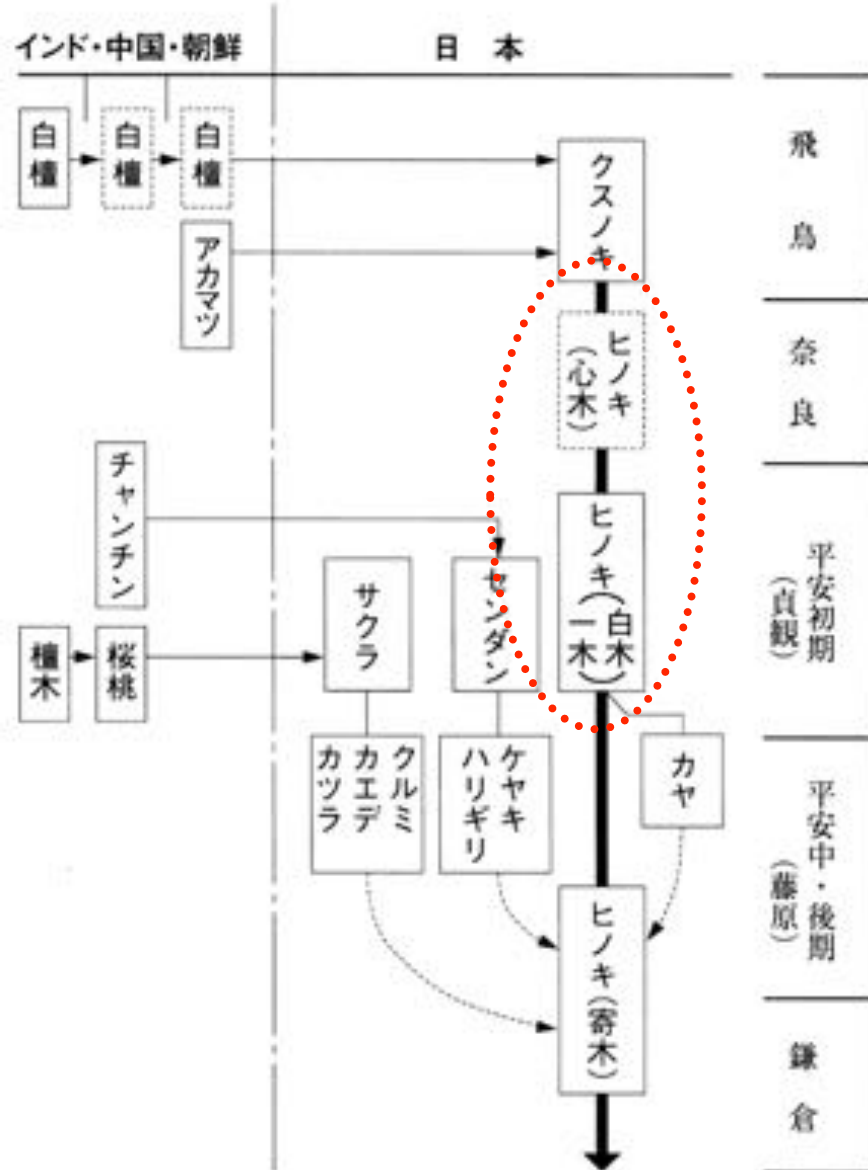 インド・中国・朝鮮
日本
白檀
白檀
白檀
アカマツ
チャンチン
檀木
桜桃
クスノキ
ヒノキ
(心木)
ヒノキ(白木
一木)
センダン
サクラ
クルミ
カエデ
カツラ
ケヤキ
ハリギリ
カヤ
ヒノキ(寄木)
飛鳥
奈良
平安初期
(貞観)
平安中・後期
(藤原)
鎌倉